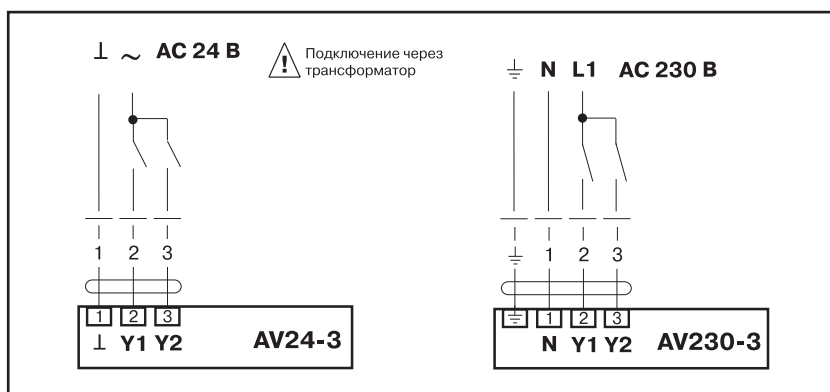 ⊥ ~ AC 24 В
Подключение через
трансформатор
1 2 3
1 2 3
⊥ Y1 Y2
AV24-3
⏚ N L1 AC 230 В
⏚ 1 2 3
⏚ 1 2 3
N Y1 Y2
AV230-3